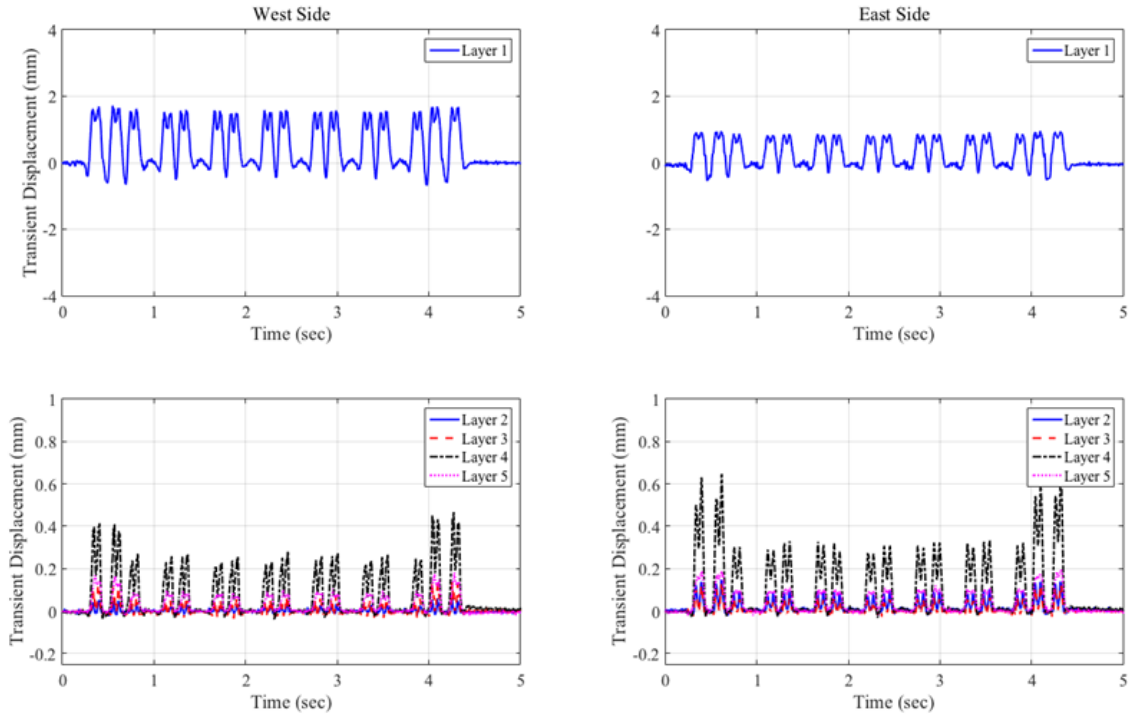 West Side
4
2
0
-2
-4
Transient Displacement (mm)
Layer 1
0 1 2 3 4 5
Time (sec)
East Side
4
2
0
-2
-4
Transient Displacement (mm)
Layer 1
0 1 2 3 4 5
Time (sec)
1
0.8
0.6
0.4
0.2
0
-0.2
Transient Displacement (mm)
Layer 2
Layer 3
Layer 4
Layer 5
0 1 2 3 4 5
Time (sec)
1
0.8
0.6
0.4
0.2
0
-0.2
Transient Displacement (mm)
Layer 2
Layer 3
Layer 4
Layer 5
0 1 2 3 4 5
Time (sec)